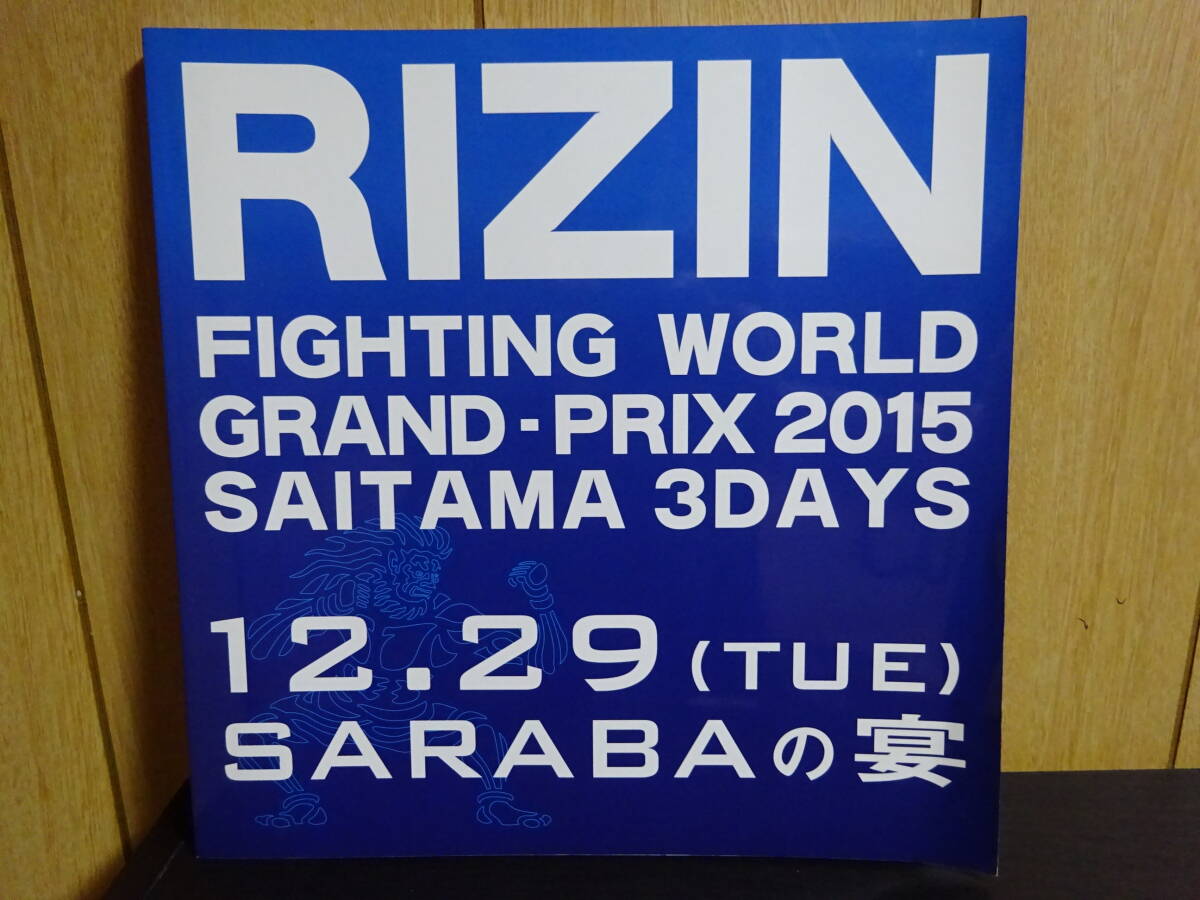 RIZIN
FIGHTING WORLD
GRAND-PRIX 2015
SAITAMA 3DAYS
12.29 (TUE)
SARABAの宴